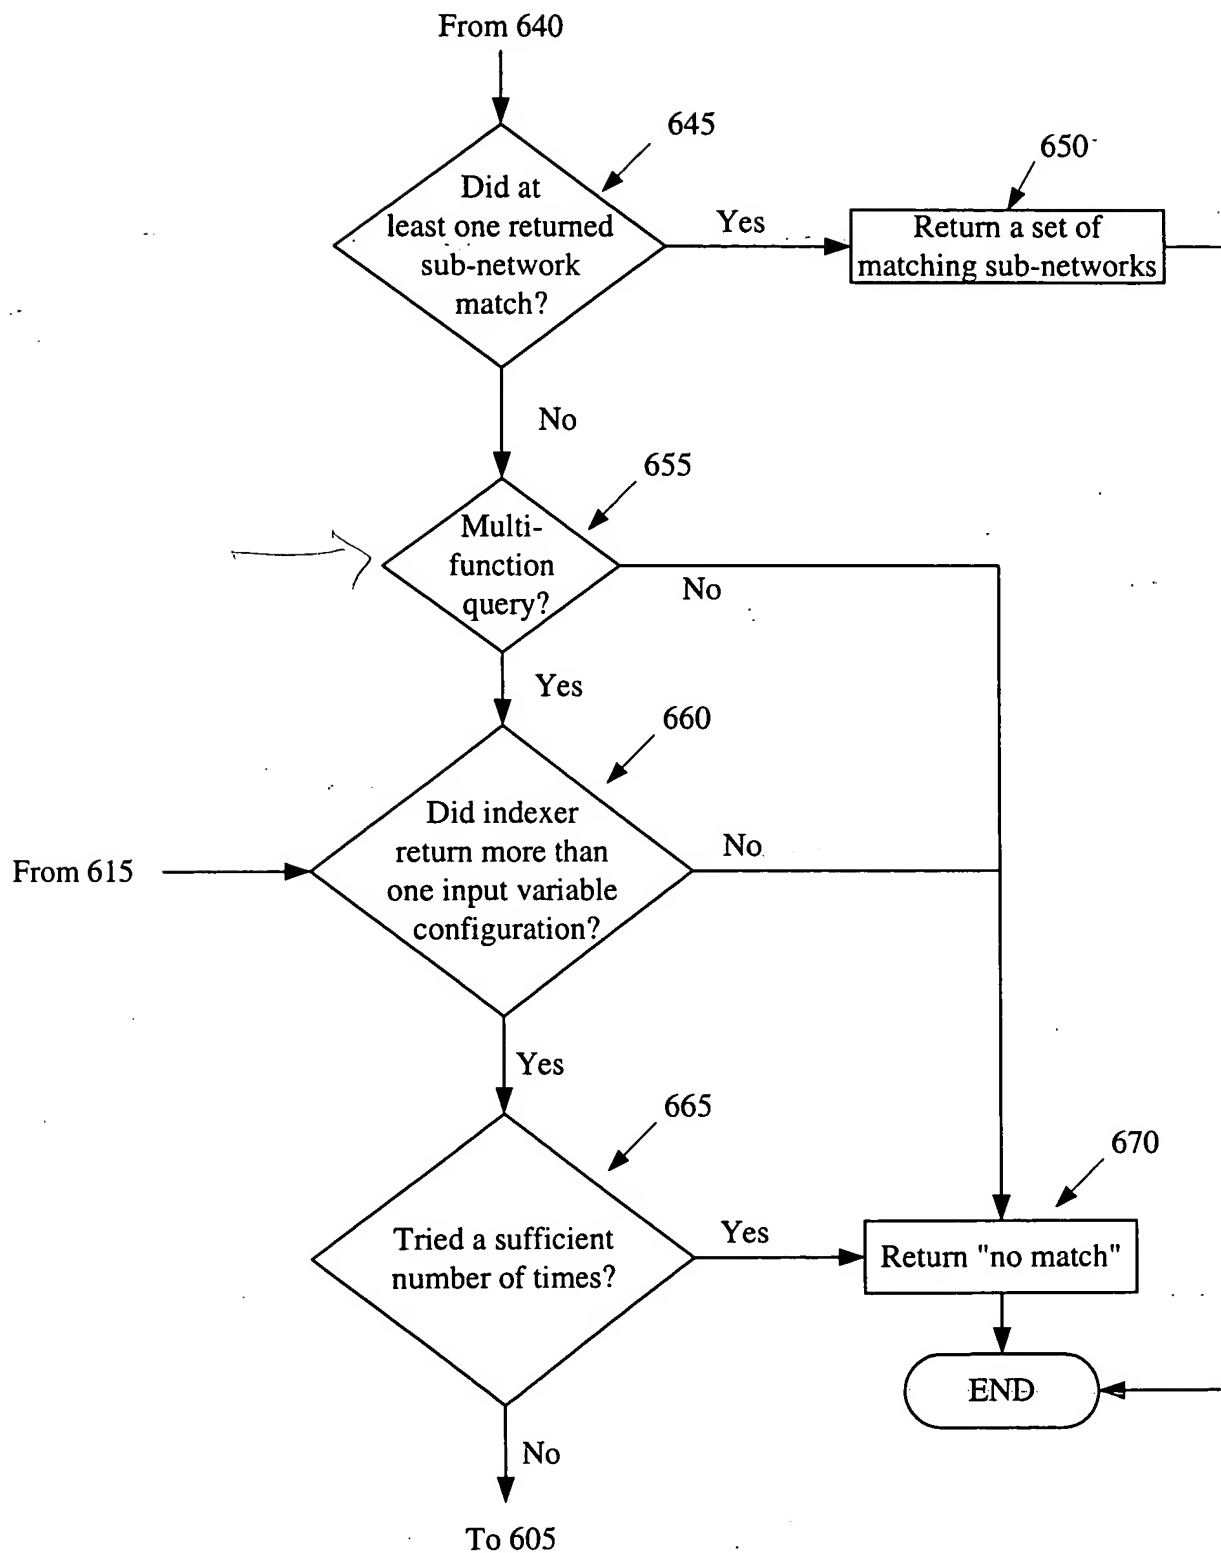 From 640
645
Did at
least one returned
sub-network
match?
Yes
650
Return a set of
matching sub-networks
No
655
Multi-
function
query?
No
Yes
660
Did indexer
return more than
one input variable
configuration?
No
From 615
Yes
665
Tried a sufficient
number of times?
Yes
670
Return "no match"
END
No
To 605